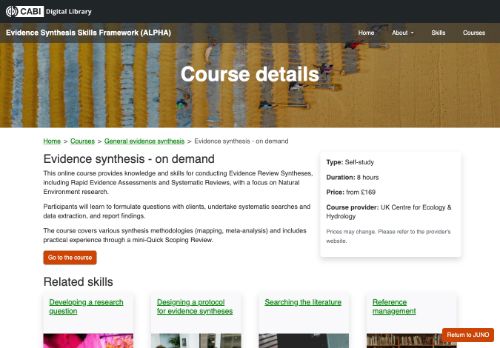 CABI Digital Library
Evidence Synthesis Skills Framework (ALPHA)
Home
About
Skills
Courses
Course details
Home > Courses > General evidence synthesis > Evidence synthesis - on demand
Evidence synthesis - on demand
This online course provides knowledge and skills for conducting Evidence Review Syntheses,
including Rapid Evidence Assessments and Systematic Reviews, with a focus on Natural
Environment research.
Participants will learn to formulate questions with clients, undertake systematic searches and
data extraction, and report findings.
The course covers various synthesis methodologies (mapping, meta-analysis) and includes
practical experience through a mini-Quick Scoping Review.
Go to the course
Type: Self-study
Duration: 8 hours
Price: from £169
Course provider: UK Centre for Ecology &
Hydrology
Prices may change. Please refer to the provider's
website.
Related skills
Developing a research
question
Designing a protocol
for evidence syntheses
Searching the literature
Reference
management
Return to JUNO